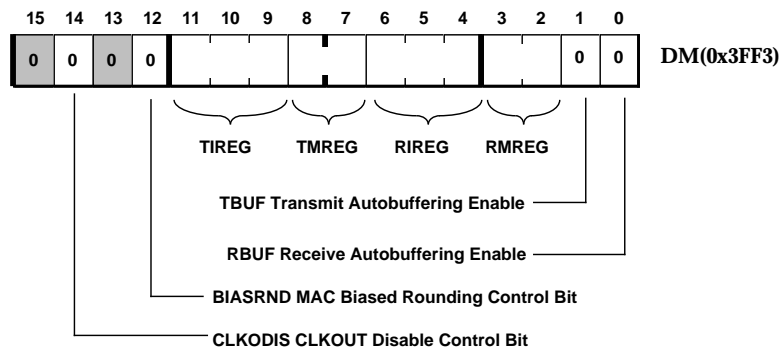 15 14 13 12 11 10 9 8 7 6 5 4 3 2 1 0
0 0 0 0 0 0 DM(0x3FF3)
TIREG TMREG RIREG RMREG
TBUF Transmit Autobuffering Enable
RBUF Receive Autobuffering Enable
BIASRND MAC Biased Rounding Control Bit
CLKODIS CLKOUT Disable Control Bit